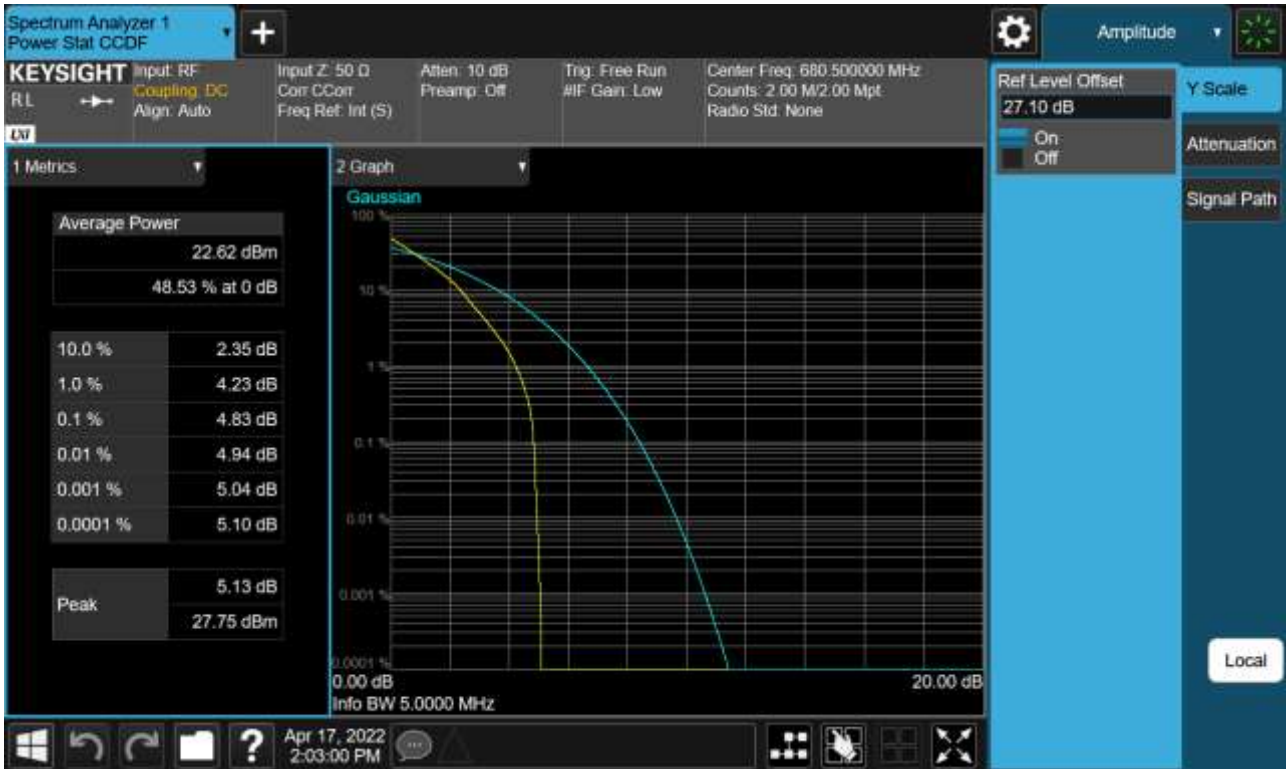 Spectrum Analyzer 1
Power Stat CCDF
+
Amplitude
KEYSIGHT
RL
LXI
Input: RF
Coupling: DC
Align: Auto
Input Z: 50 Ω
Corr CCorr
Freq Ref: Int (S)
Atten: 10 dB
Preamp: Off
Trig: Free Run
#IF Gain: Low
Center Freq: 680.500000 MHz
Counts: 2.00 M/2.00 Mpt
Radio Std: None
Ref Level Offset
27.10 dB
On
Off
Y Scale
Attenuation
Signal Path
Local
1 Metrics
Average Power
22.62 dBm
48.53 % at 0 dB
10.0 % 2.35 dB
1.0 % 4.23 dB
0.1 % 4.83 dB
0.01 % 4.94 dB
0.001 % 5.04 dB
0.0001 % 5.10 dB
Peak
5.13 dB
27.75 dBm
2 Graph
Gaussian
100 %
10 %
1 %
0.1 %
0.01 %
0.001 %
0.0001 %
0.00 dB
20.00 dB
Info BW 5.0000 MHz
?
Apr 17, 2022
2:03:00 PM